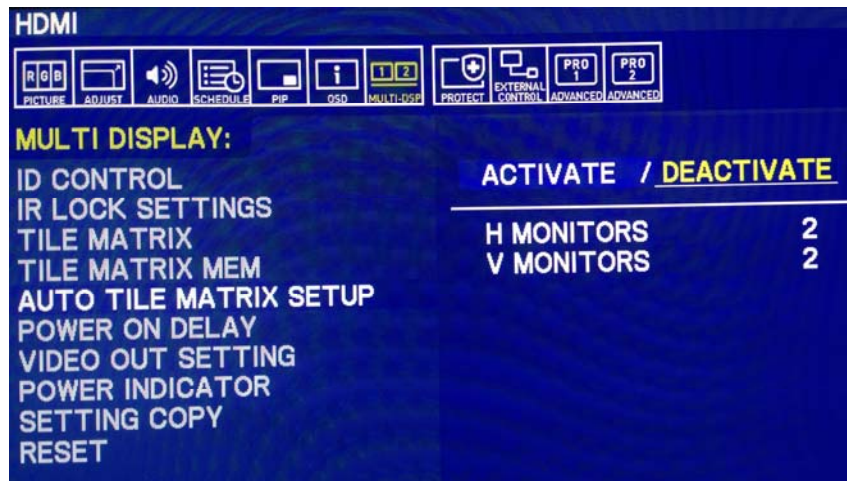 HDMI
RGB 1 2 PRO 1 PRO 2
PICTURE ADJUST AUDIO SCHEDULE PIP OSD MULTI-DSP PROTECT EXTERNAL CONTROL ADVANCED ADVANCED
MULTI DISPLAY:
ID CONTROL
IR LOCK SETTINGS
TILE MATRIX
TILE MATRIX MEM
AUTO TILE MATRIX SETUP
POWER ON DELAY
VIDEO OUT SETTING
POWER INDICATOR
SETTING COPY
RESET
ACTIVATE / DEACTIVATE
H MONITORS 2
V MONITORS 2